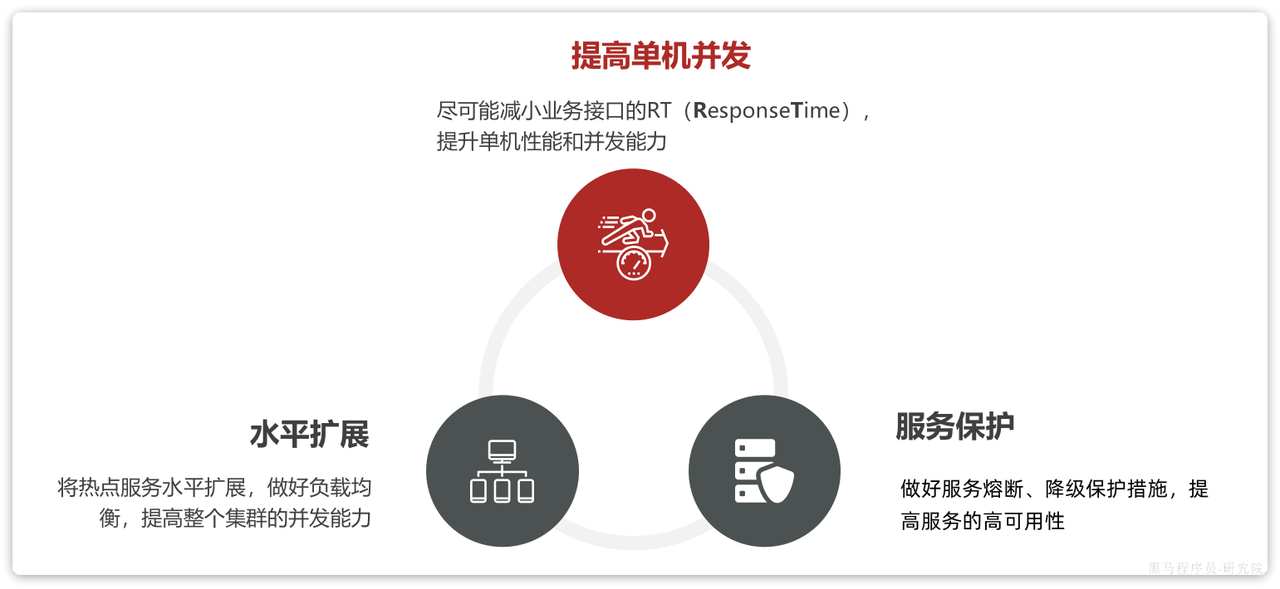 提高单机并发
尽可能减小业务接口的RT（ResponseTime），
提升单机性能和并发能力
水平扩展
将热点服务水平扩展，做好负载均
衡，提高整个集群的并发能力
服务保护
做好服务熔断、降级保护措施，提
高服务的高可用性
黑马程序员-研究院